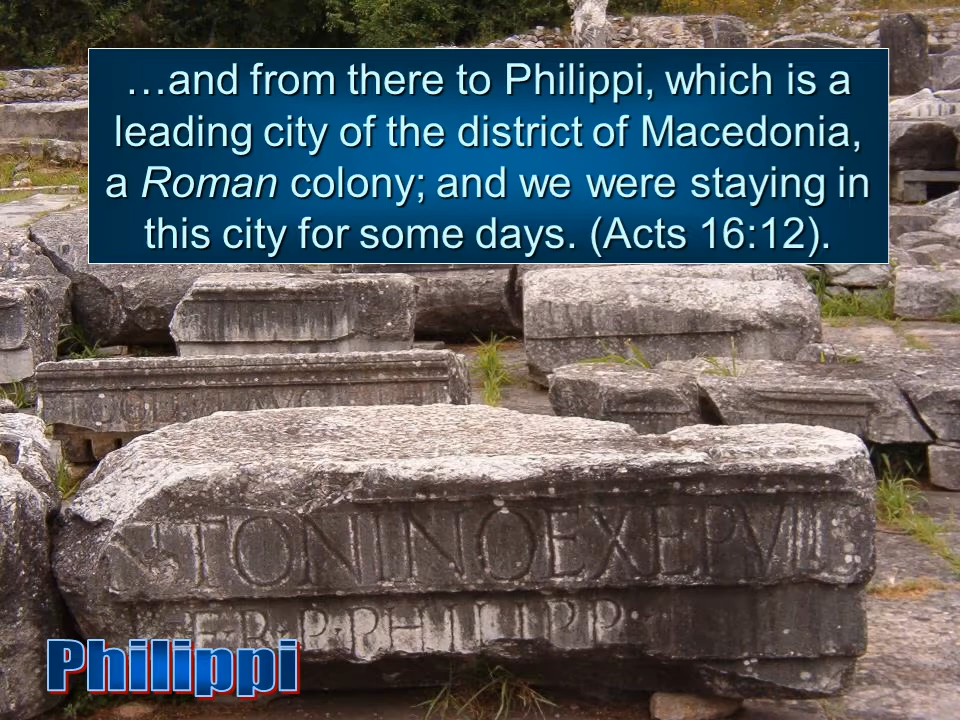 …and from there to Philippi, which is a
leading city of the district of Macedonia,
a Roman colony; and we were staying in
this city for some days. (Acts 16:12).
NTONINOEXEPVLI
PHILIPP
Philippi